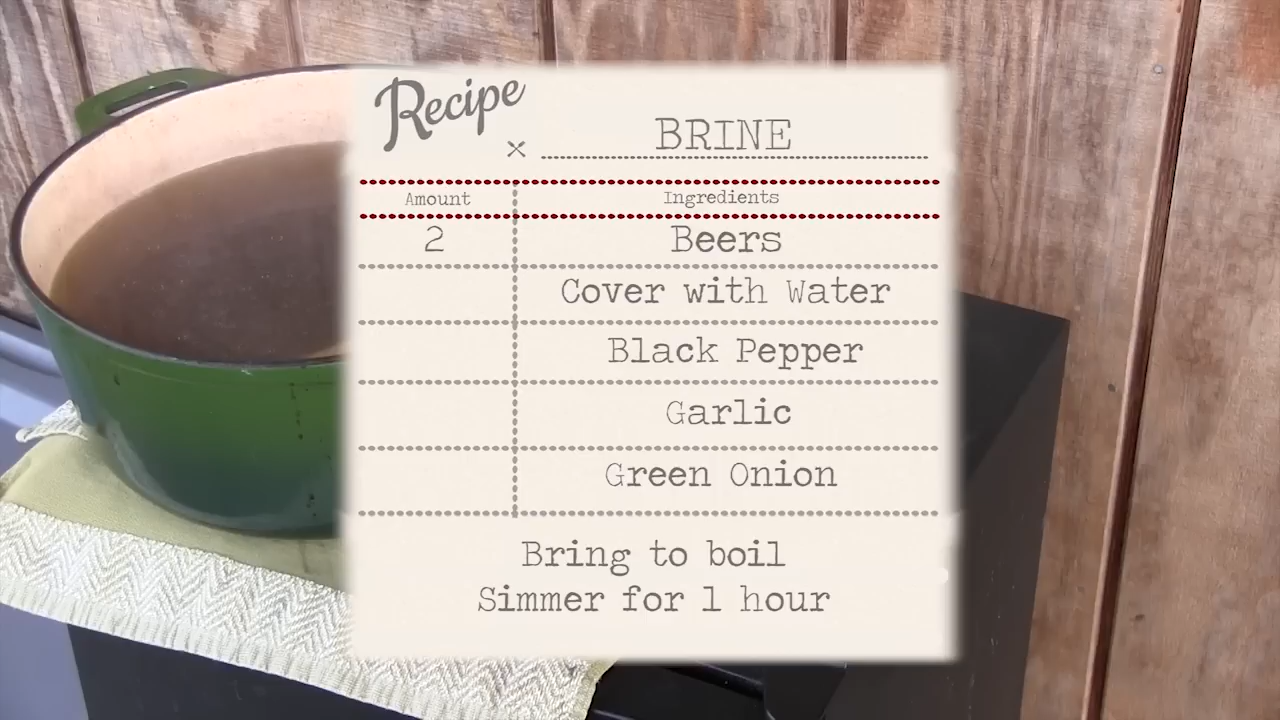 Recipe
x BRINE
Amount Ingredients
2 Beers
Cover with Water
Black Pepper
Garlic
Green Onion
Bring to boil
Simmer for 1 hour